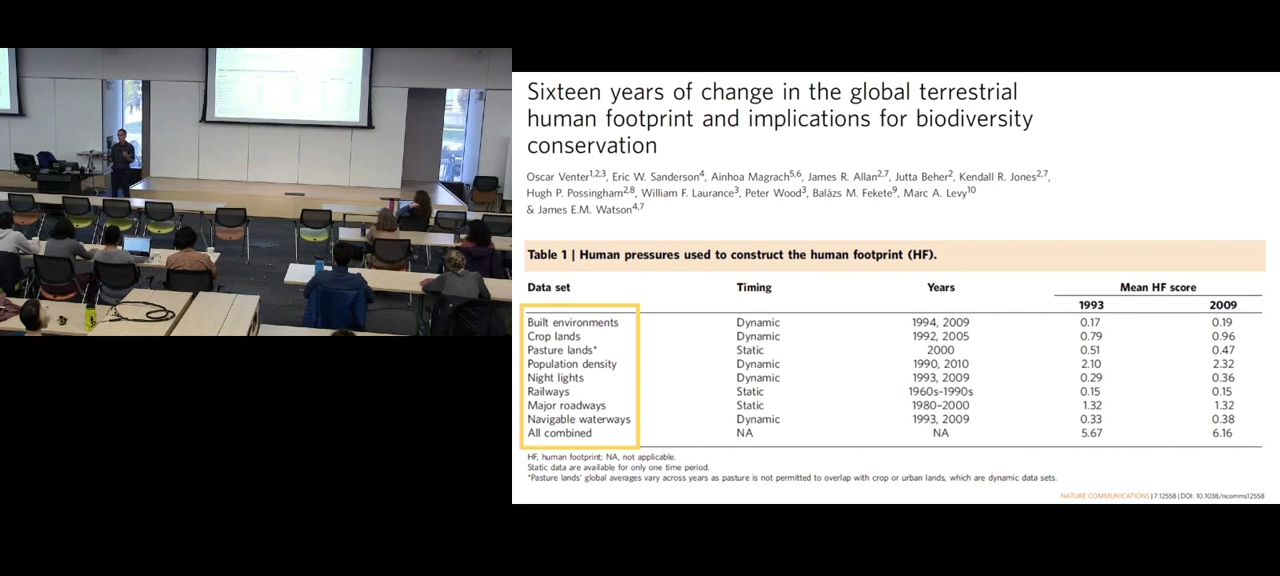 Sixteen years of change in the global terrestrial
human footprint and implications for biodiversity
conservation
Oscar Venter1,2,3, Eric W. Sanderson4, Ainhoa Magrach5,6, James R. Allan2,7, Jutta Beher2, Kendall R. Jones2,7,
Hugh P. Possingham2,8, William F. Laurance3, Peter Wood3, Balázs M. Fekete9, Marc A. Levy10
& James E.M. Watson4,7
Table 1 | Human pressures used to construct the human footprint (HF).
Data set Timing Years Mean HF score
1993 2009
Built environments Dynamic 1994, 2009 0.17 0.19
Crop lands Dynamic 1992, 2005 0.79 0.96
Pasture lands* Static 2000 0.51 0.47
Population density Dynamic 1990, 2010 2.10 2.32
Night lights Dynamic 1993, 2009 0.29 0.36
Railways Static 1960s–1990s 0.15 0.15
Major roadways Static 1980–2000 1.32 1.32
Navigable waterways Dynamic 1993, 2009 0.33 0.38
All combined NA NA 5.67 6.16
HF, human footprint; NA, not applicable.
Static data are available for only one time period.
*Pasture lands' global averages vary across years as pasture is not permitted to overlap with crop or urban lands, which are dynamic data sets.
NATURE COMMUNICATIONS | 7:12558 | DOI: 10.1038/ncomms12558